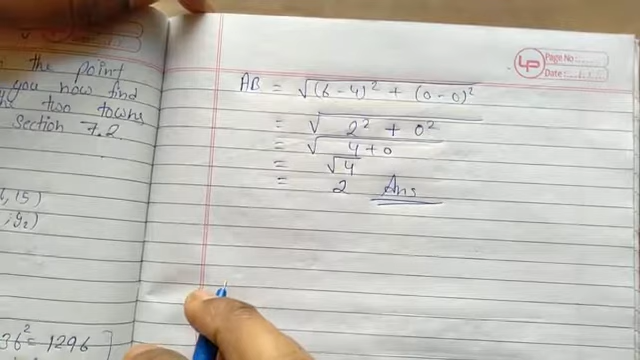 the point
you now find
two towns
section 7.2
36² = 1296
LP
Page No.:
Date:
AB = √(6 - 4)² + (0 - 0)²
= √2² + 0²
= √4 + 0
= √4
= 2 Ans